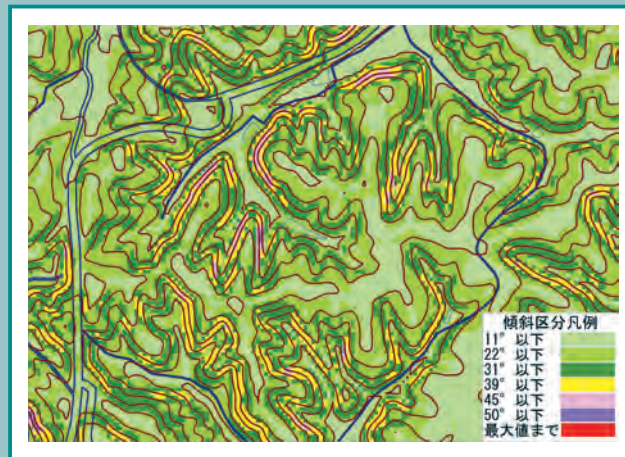 傾斜区分凡例
11° 以下
22° 以下
31° 以下
39° 以下
45° 以下
50° 以下
最大値まで